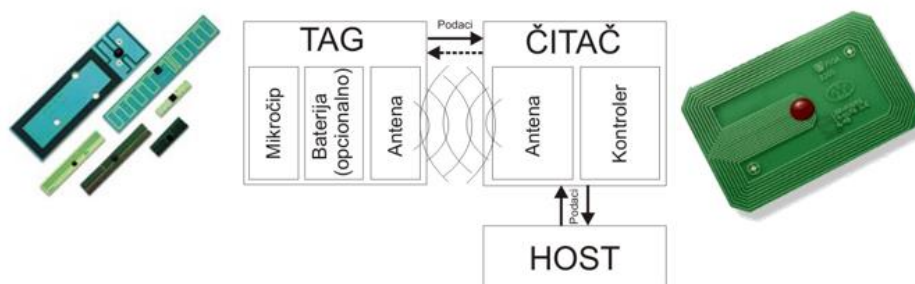 Podaci
TAG
ČITAČ
Mikročip
Baterija
(opcionalno)
Antena
Antena
Kontroler
Podaci
HOST